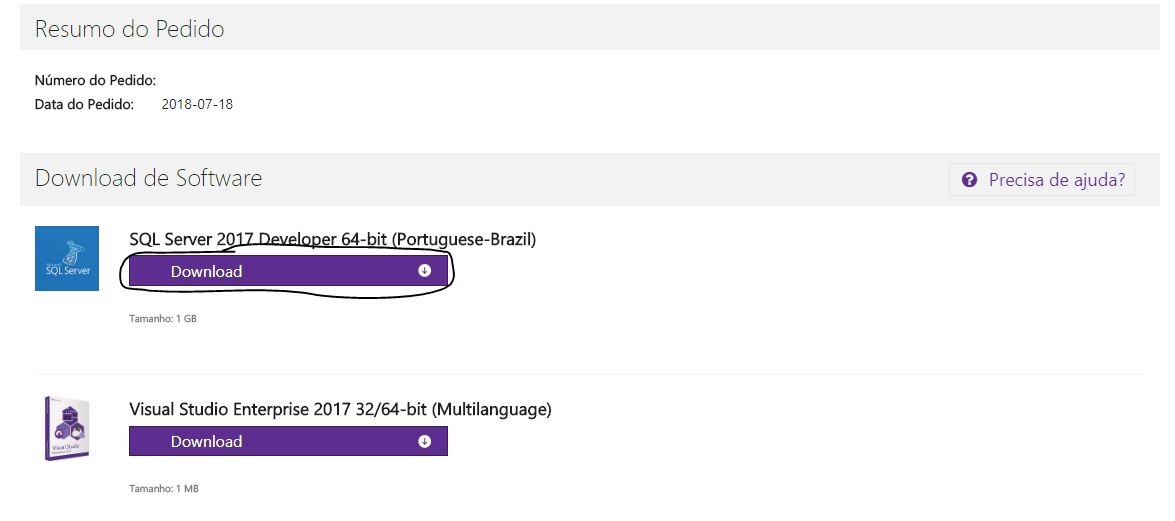 Resumo do Pedido
Número do Pedido:
Data do Pedido: 2018-07-18
Download de Software
Precisa de ajuda?
SQL Server 2017 Developer 64-bit (Portuguese-Brazil)
SQL Server
Download
Tamanho: 1 GB
Visual Studio Enterprise 2017 32/64-bit (Multilanguage)
Download
Visual Studio
Tamanho: 1 MB